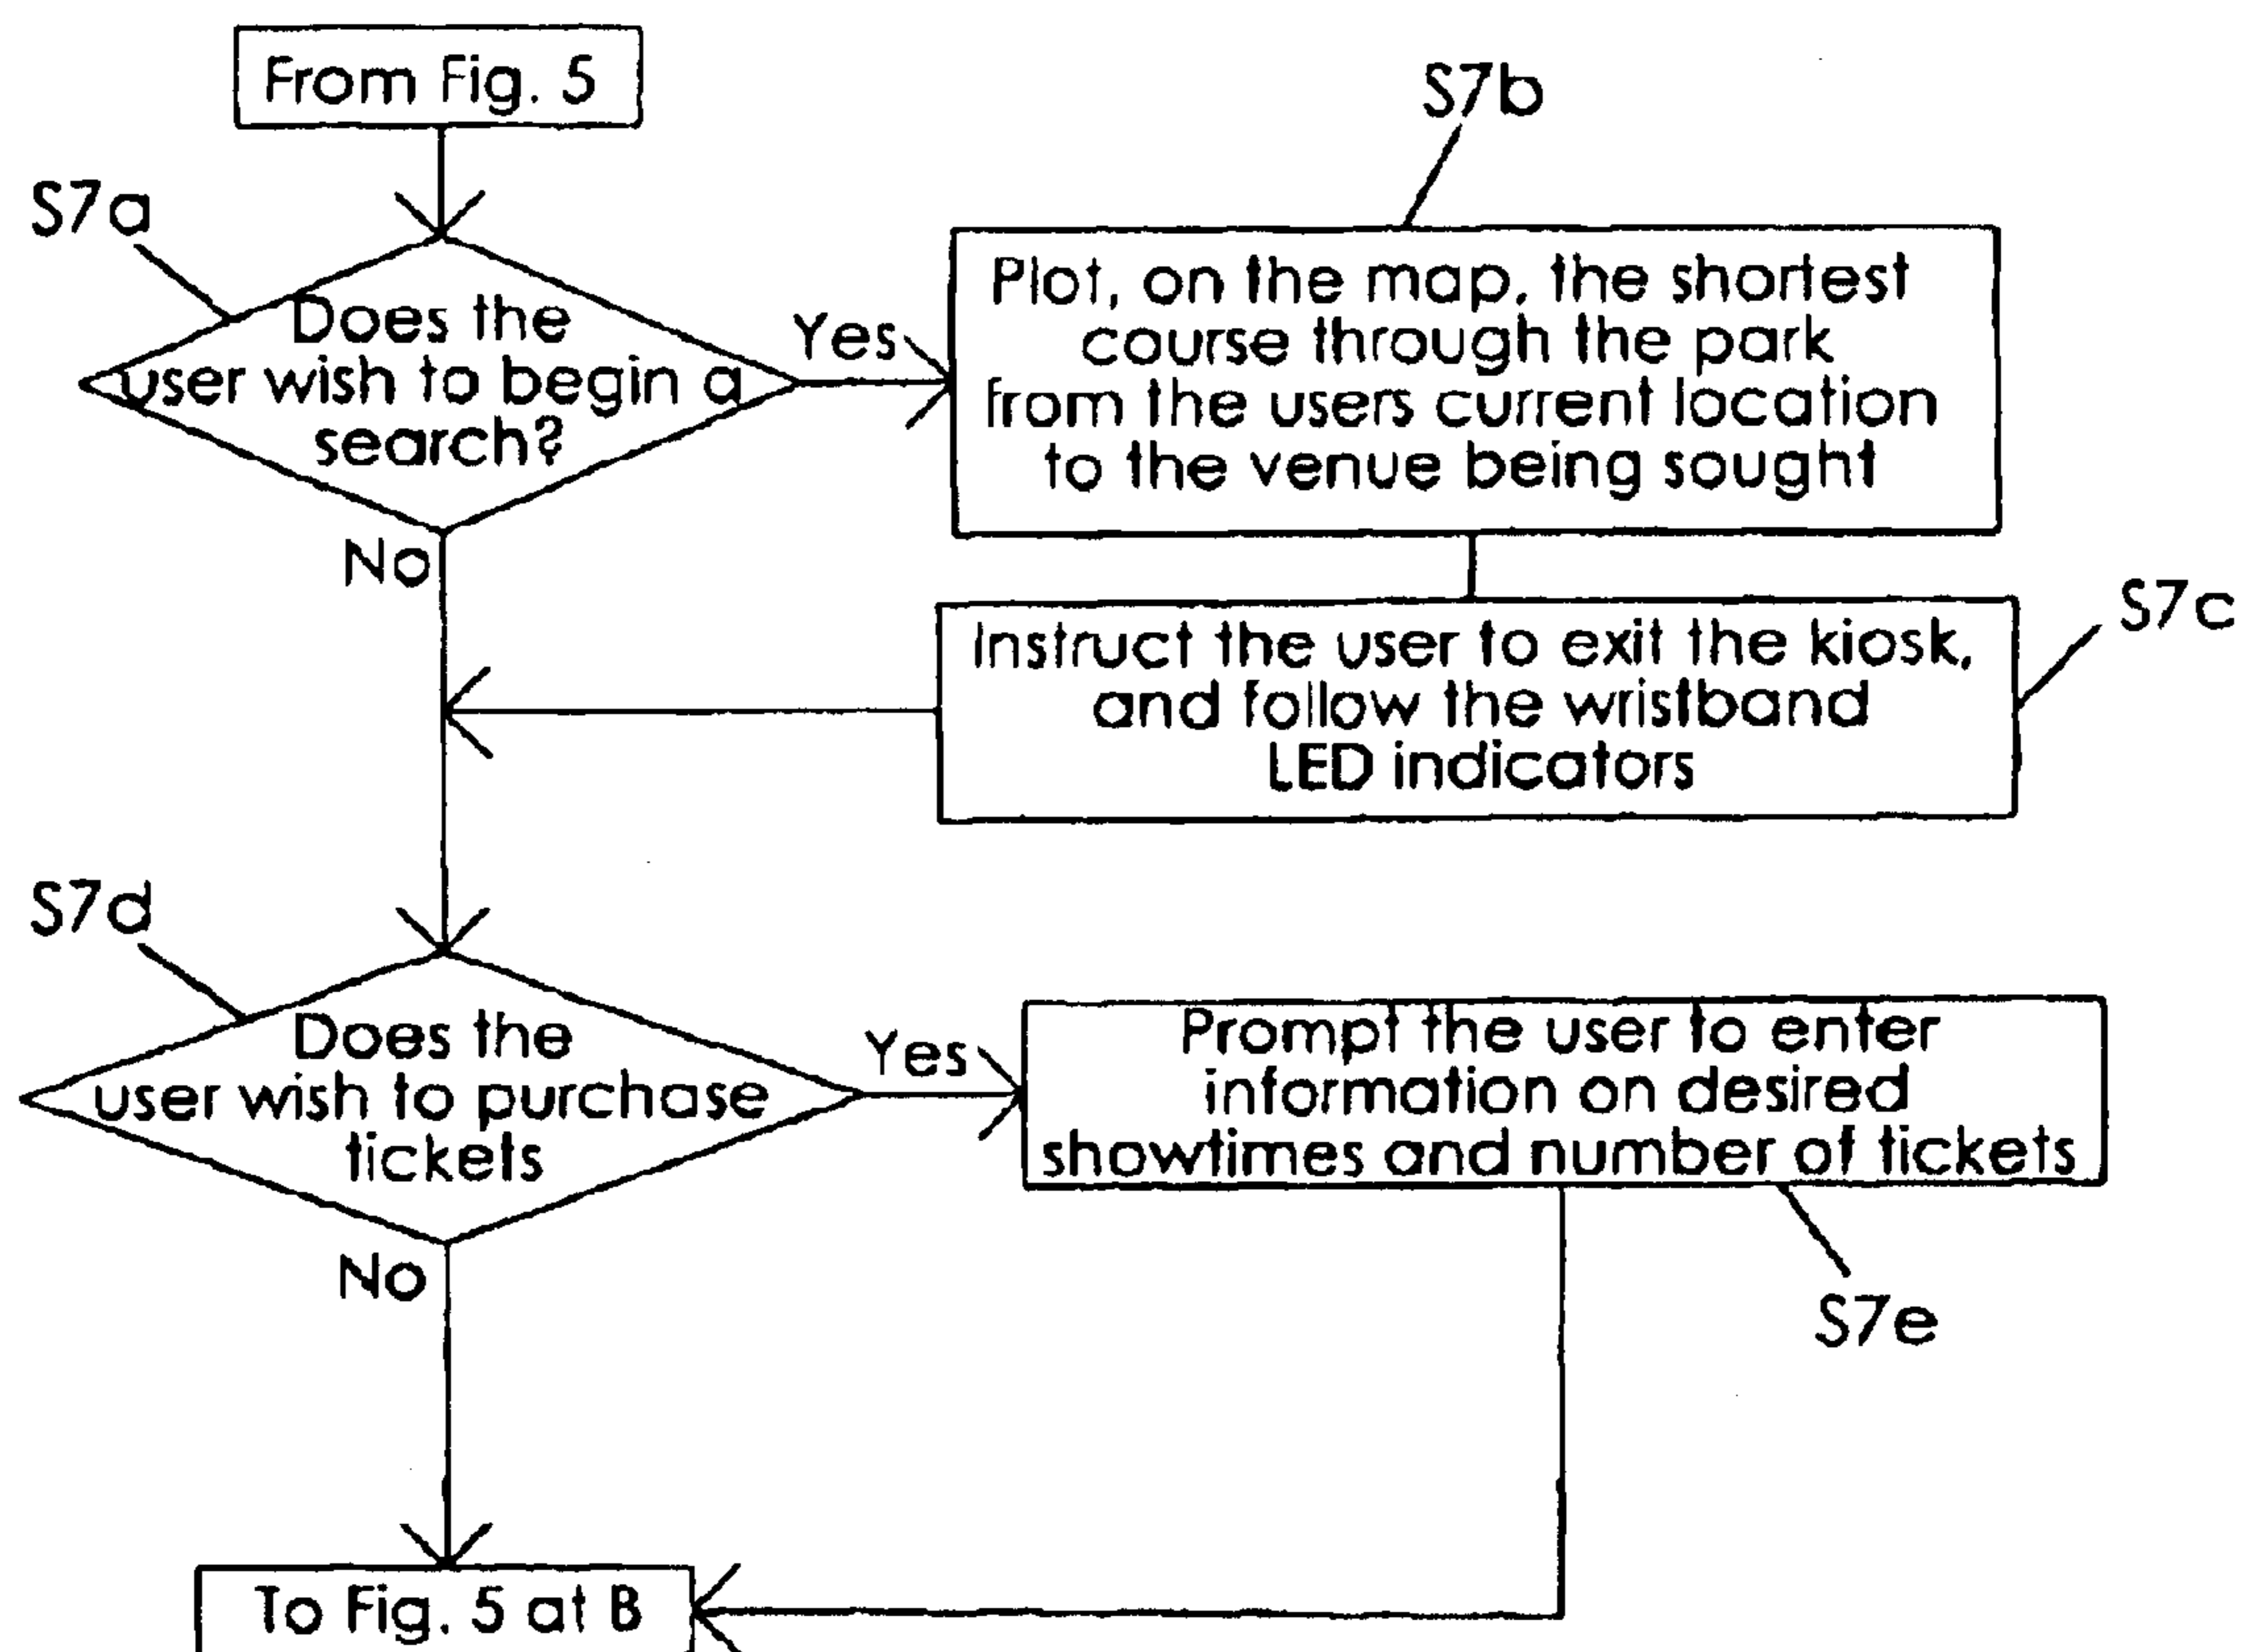 From Fig. 5
S7b
S7a
Does the
user wish to begin a
search?
Yes
No
Plot, on the map, the shortest
course through the park
from the users current location
to the venue being sought
S7c
Instruct the user to exit the kiosk,
and follow the wristband
LED indicators
S7d
Does the
user wish to purchase
tickets
Yes
No
Prompt the user to enter
information on desired
showtimes and number of tickets
S7e
To Fig. 5 at B